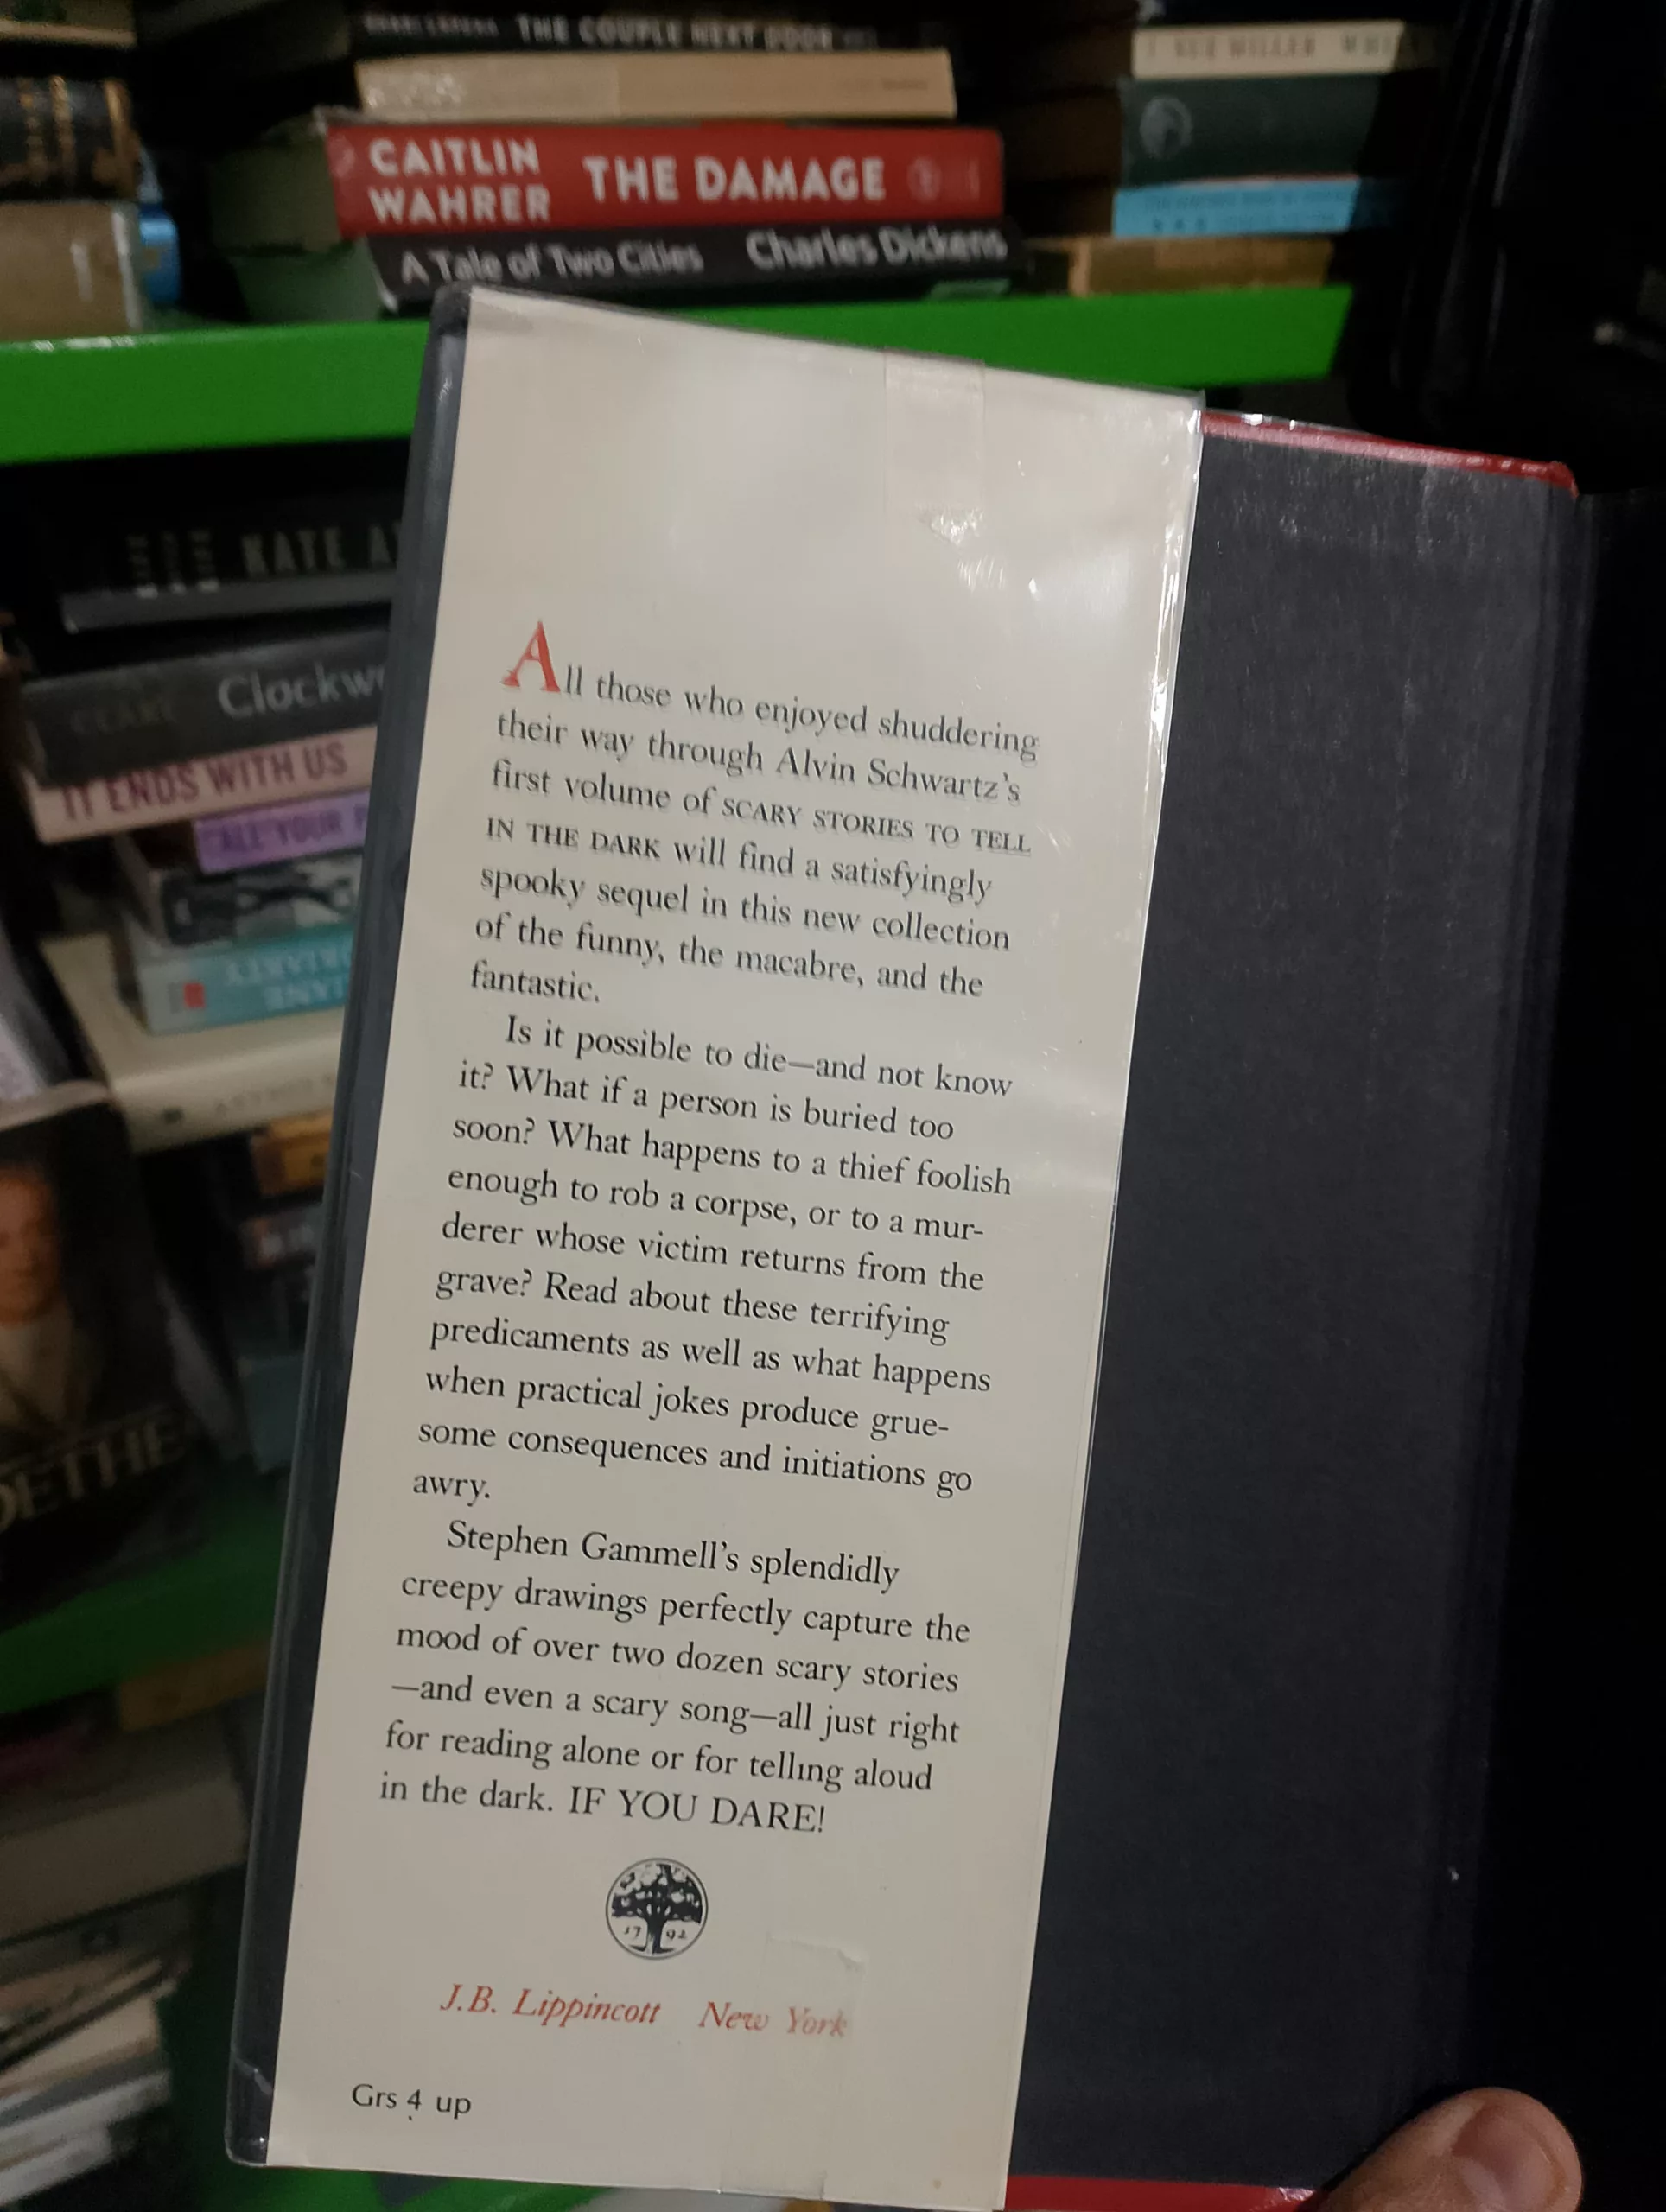 THE COUPLE NEXT DOOR
CAITLIN
WAHRER
THE DAMAGE
A Tale of Two Cities Charles Dickens
SUE MILLER
KATE
Clockw
IT ENDS WITH US
ALL YOUR
All those who enjoyed shuddering
their way through Alvin Schwartz's
first volume of SCARY STORIES TO TELL
IN THE DARK will find a satisfyingly
spooky sequel in this new collection
of the funny, the macabre, and the
fantastic.
Is it possible to die—and not know
it? What if a person is buried too
soon? What happens to a thief foolish
enough to rob a corpse, or to a mur-
derer whose victim returns from the
grave? Read about these terrifying
predicaments as well as what happens
when practical jokes produce grue-
some consequences and initiations go
awry.
Stephen Gammell's splendidly
creepy drawings perfectly capture the
mood of over two dozen scary stories
—and even a scary song—all just right
for reading alone or for telling aloud
in the dark. IF YOU DARE!
17 92
J.B. Lippincott New York
Grs 4 up